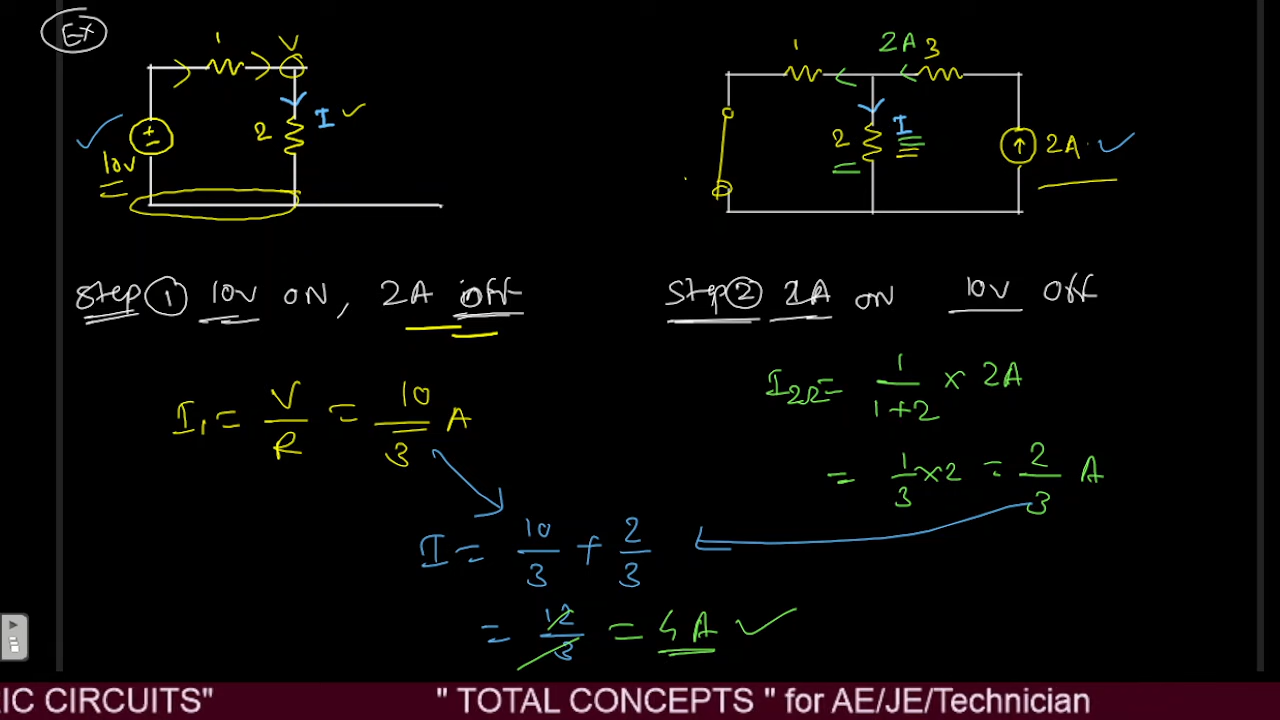 Ex
1 V
I
2
10V
1 2A 3
2 I 2A
Step ① 10V ON, 2A off
Step ② 2A ON 10V Off
I₁ = V/R = 10/3 A
I₂Ω = 1/(1+2) × 2A
= 1/3 × 2 = 2/3 A
I = 10/3 + 2/3
= 12/3 = 4 A
RIC CIRCUITS" " TOTAL CONCEPTS " for AE/JE/Technician